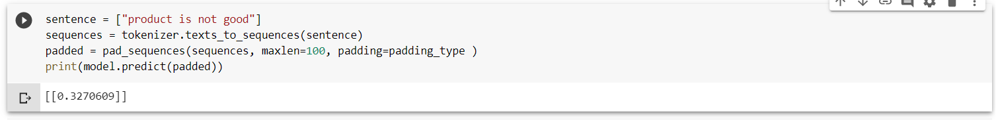 sentence = ["product is not good"]
sequences = tokenizer.texts_to_sequences(sentence)
padded = pad_sequences(sequences, maxlen=100, padding=padding_type )
print(model.predict(padded))
[[0.3270609]]